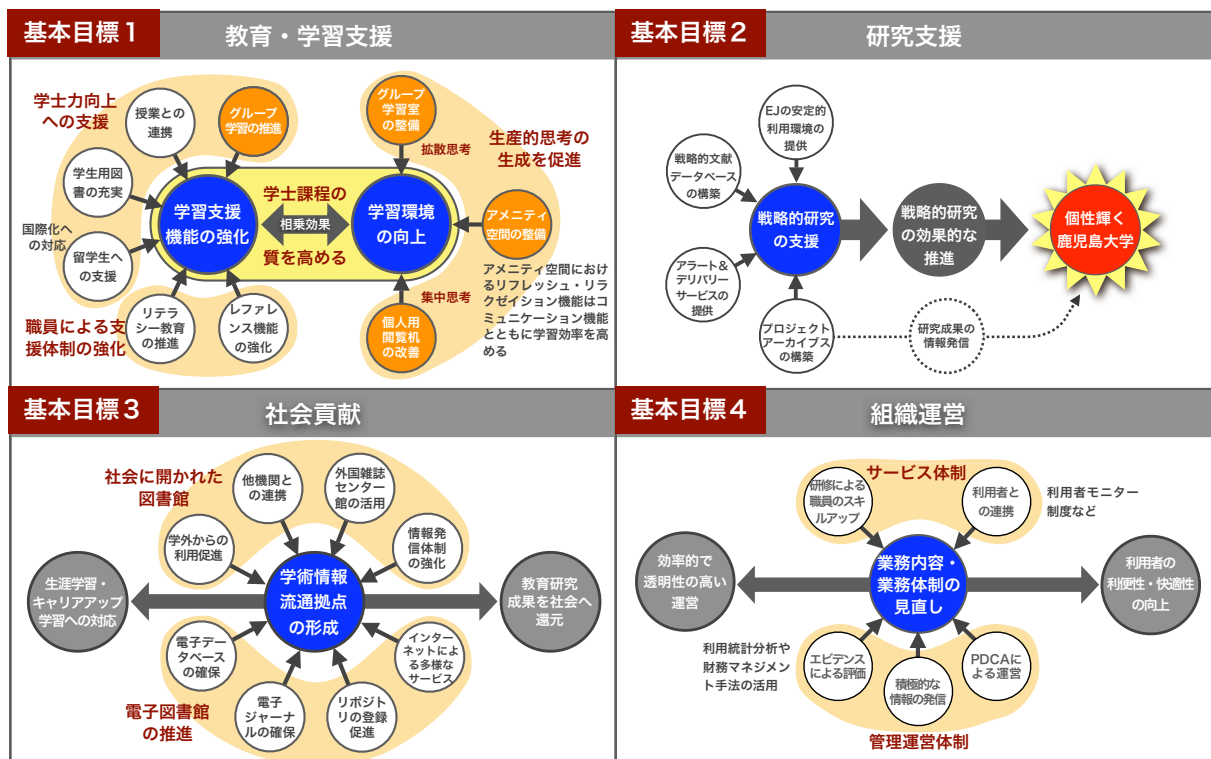 基本目標1
教育・学習支援
学士力向上
への支援
授業との
連携
グループ
学習の推進
学生用図
書の充実
国際化へ
の対応
留学生へ
の支援
学習支援
機能の強化
リテラ
シー教育
の推進
レファレ
ンス機能
の強化
職員による支
援体制の強化
学士課程の
相乗効果
質を高める
グループ
学習室
の整備
拡散思考
生産的思考の
生成を促進
学習環境
の向上
アメニティ
空間の整備
アメニティ空間におけ
るリフレッシュ・リラ
クゼイション機能はコ
ミュニケーション機能
とともに学習効率を高
める
集中思考
個人用
閲覧机
の改善
基本目標2
研究支援
EJの安定的
利用環境の
提供
戦略的文献
データベース
の構築
戦略的研究
の支援
アラート&
デリバリー
サービスの
提供
プロジェクト
アーカイブス
の構築
戦略的研究
の効果的な
推進
研究成果の
情報発信
個性輝く
鹿児島大学
基本目標3
社会貢献
社会に開かれた
図書館
他機関と
の連携
外国雑誌
センター
館の活用
学外からの
利用促進
情報発
信体制
の強化
生涯学習・
キャリアアップ
学習への対応
学術情報
流通拠点
の形成
教育研究
成果を社会へ
還元
電子デー
タベース
の確保
インター
ネットによ
る多様な
サービス
電子
ジャーナ
ルの確保
リポジト
リの登録
促進
電子図書館
の推進
基本目標4
組織運営
サービス体制
研修による
職員のスキ
ルアップ
利用者と
の連携
利用者モニター
制度など
効率的で
透明性の高い
運営
業務内容・
業務体制の
見直し
利用者の
利便性・快適性
の向上
利用統計分析や
財務マネジメン
ト手法の活用
エビデンス
による評価
積極的な
情報の発信
PDCAに
よる運営
管理運営体制